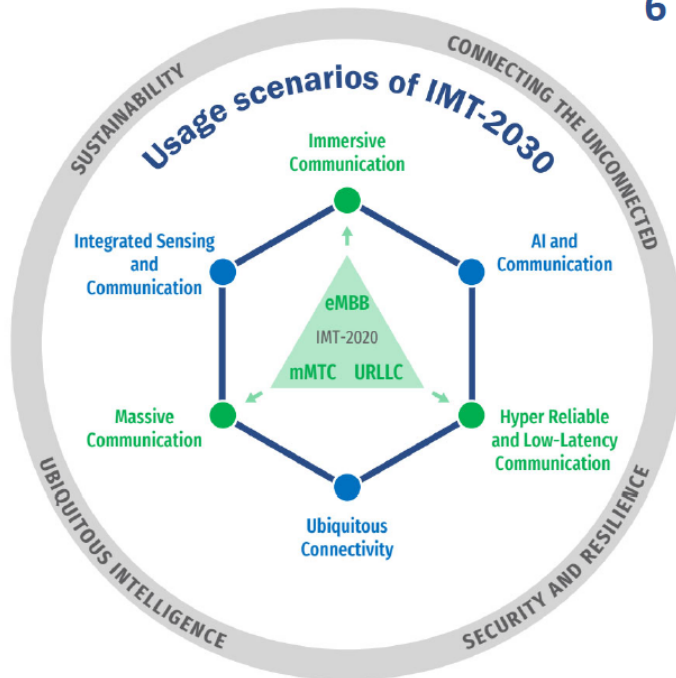 6
SUSTAINABILITY
CONNECTING THE UNCONNECTED
Usage scenarios of IMT-2030
Immersive
Communication
Integrated Sensing
and
Communication
AI and
Communication
eMBB
IMT-2020
mMTC URLLC
Massive
Communication
Hyper Reliable
and Low-Latency
Communication
Ubiquitous
Connectivity
UBIQUITOUS INTELLIGENCE
SECURITY AND RESILIENCE